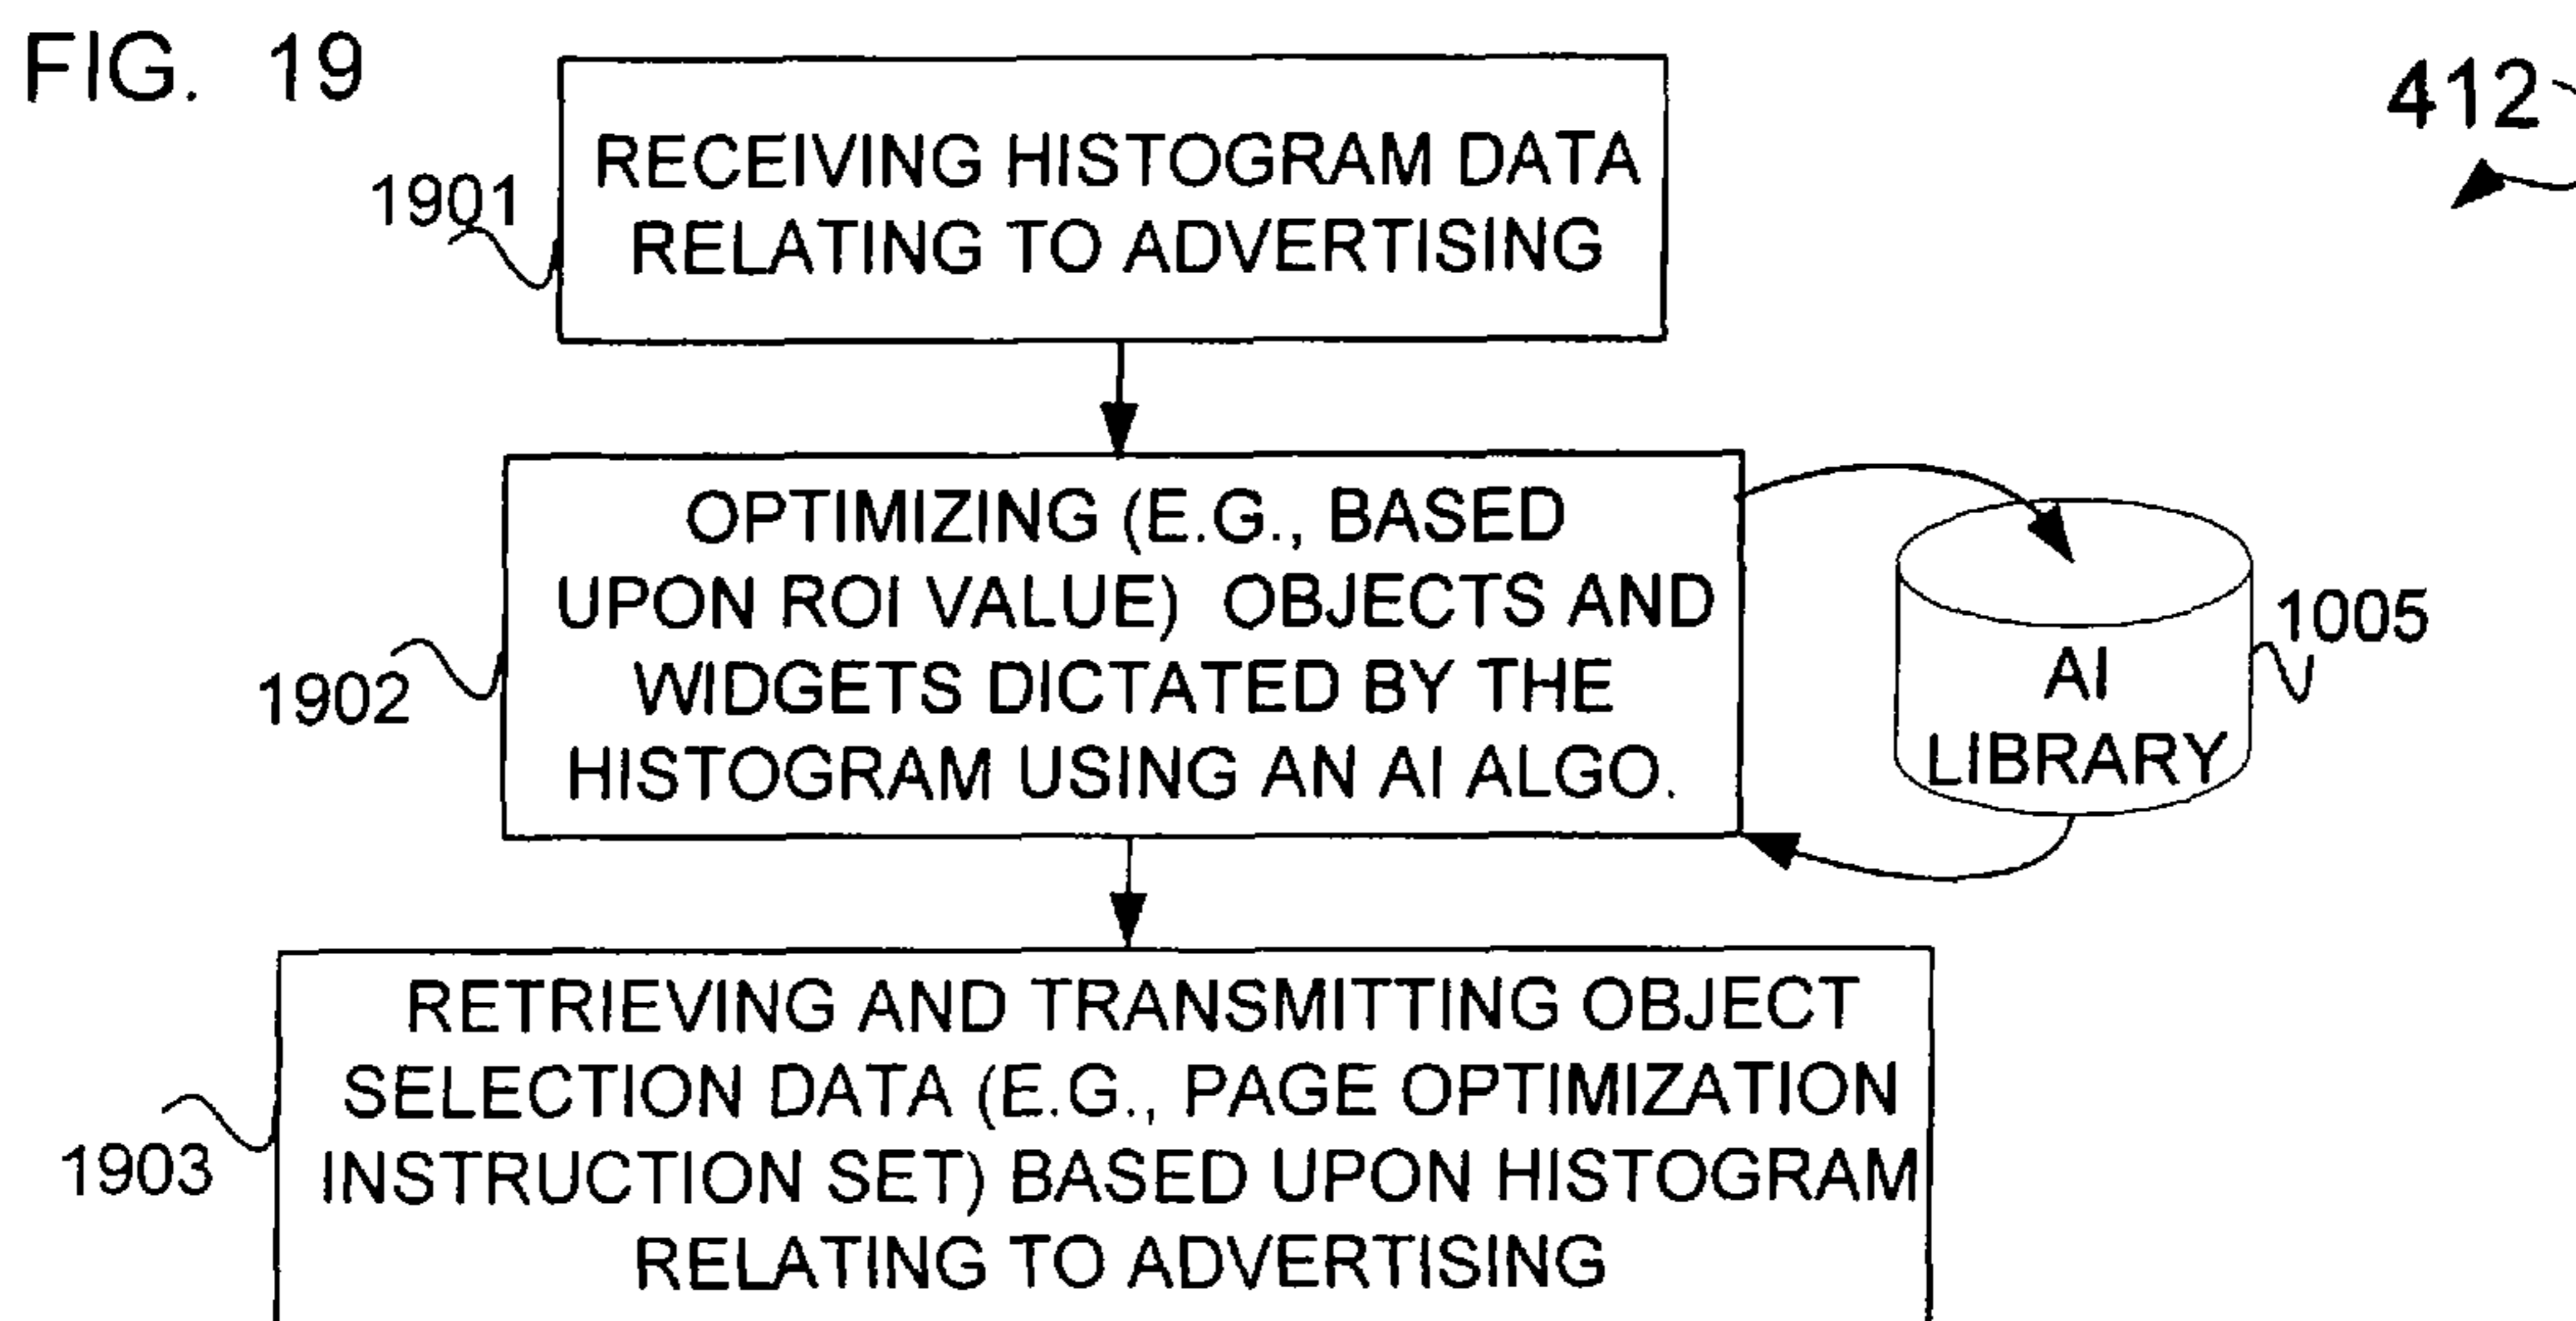 FIG. 19
412
1901
RECEIVING HISTOGRAM DATA
RELATING TO ADVERTISING
1902
OPTIMIZING (E.G., BASED
UPON ROI VALUE) OBJECTS AND
WIDGETS DICTATED BY THE
HISTOGRAM USING AN AI ALGO.
AI
LIBRARY
1005
1903
RETRIEVING AND TRANSMITTING OBJECT
SELECTION DATA (E.G., PAGE OPTIMIZATION
INSTRUCTION SET) BASED UPON HISTOGRAM
RELATING TO ADVERTISING